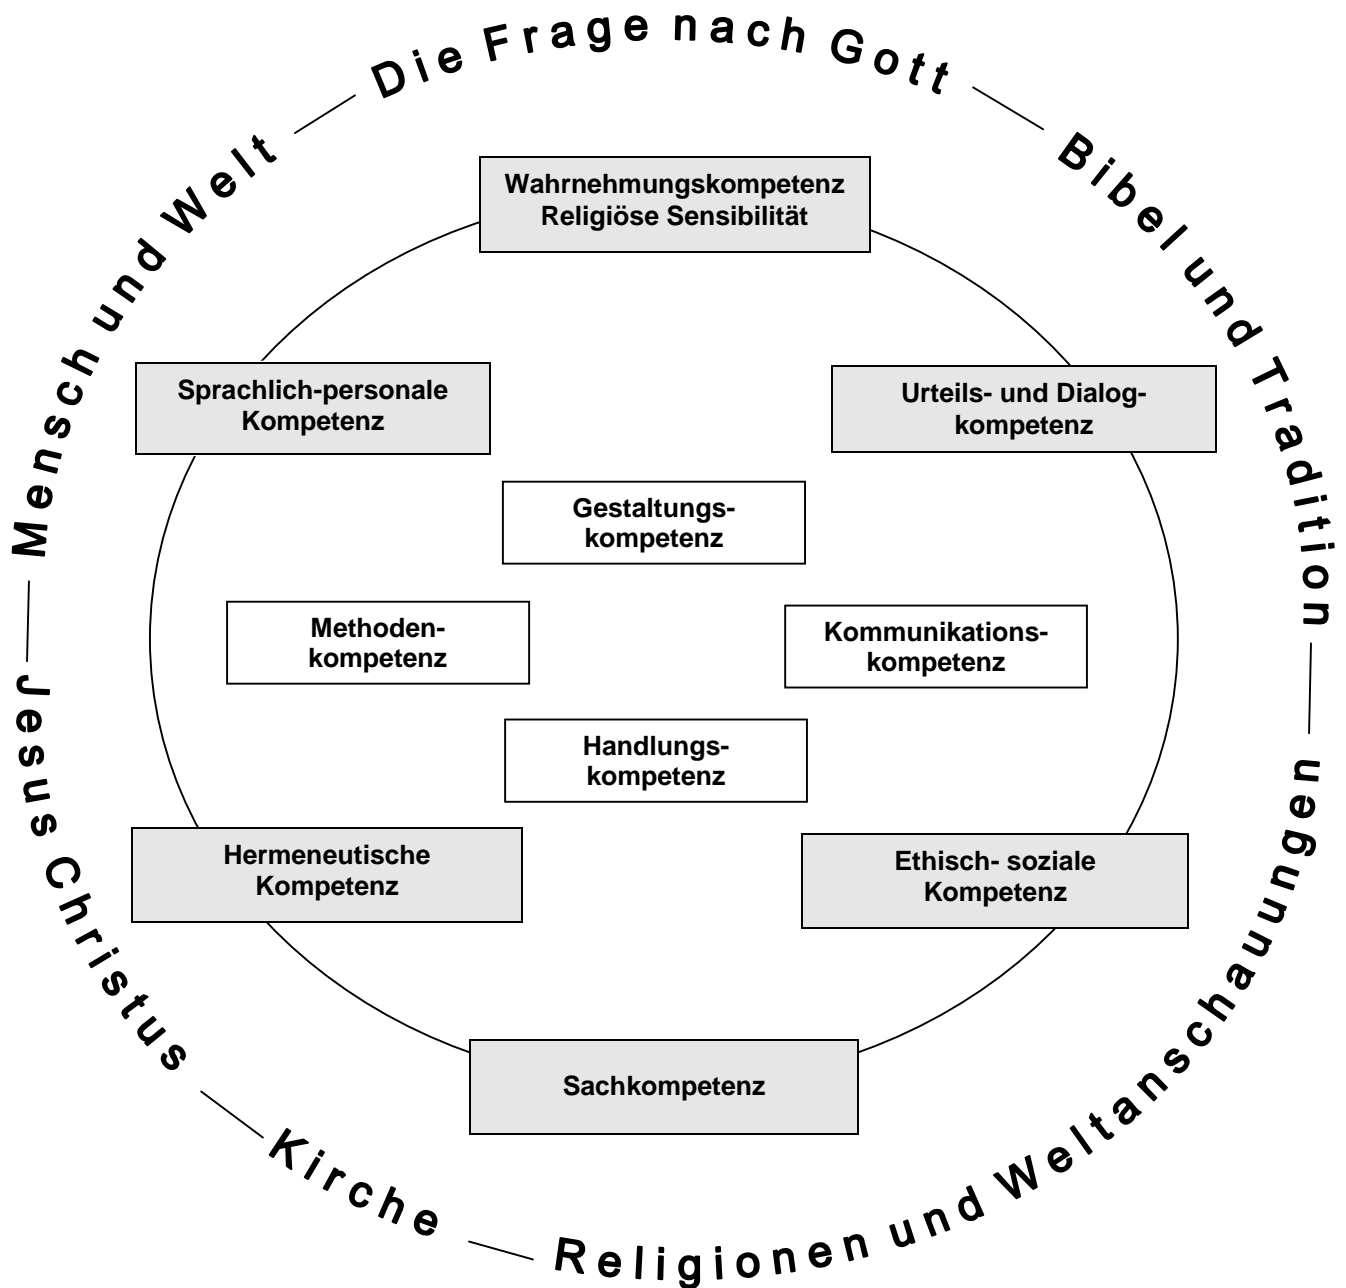 Die Frage nach Gott
Bibel und Tradition
Religionen und Weltanschauungen
Kirche
Jesus Christus
Mensch und Welt
Wahrnehmungskompetenz
Religiöse Sensibilität
Sprachlich-personale
Kompetenz
Urteils- und Dialog-
kompetenz
Gestaltungs-
kompetenz
Methoden-
kompetenz
Kommunikations-
kompetenz
Handlungs-
kompetenz
Hermeneutische
Kompetenz
Ethisch- soziale
Kompetenz
Sachkompetenz